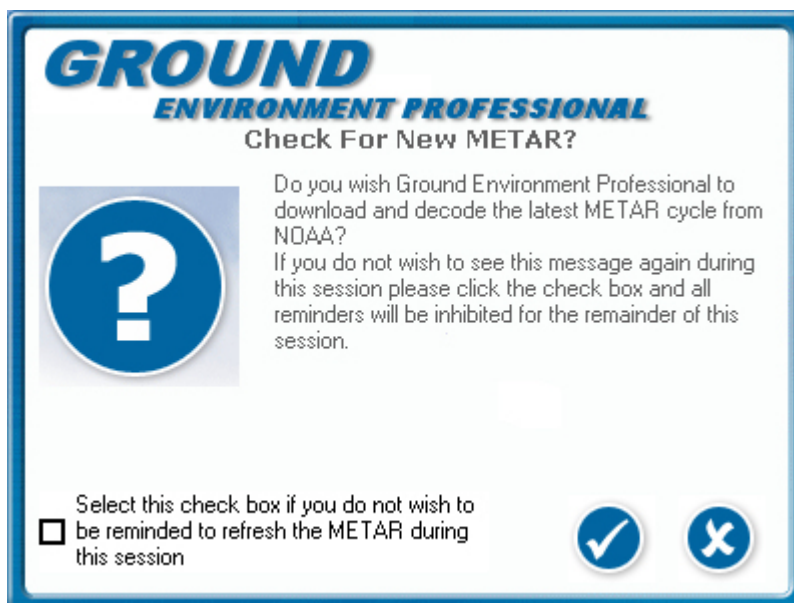 GROUND
ENVIRONMENT PROFESSIONAL
Check For New METAR?
Do you wish Ground Environment Professional to
download and decode the latest METAR cycle from
NOAA?
If you do not wish to see this message again during
this session please click the check box and all
reminders will be inhibited for the remainder of this
session.
?
Select this check box if you do not wish to
be reminded to refresh the METAR during
this session